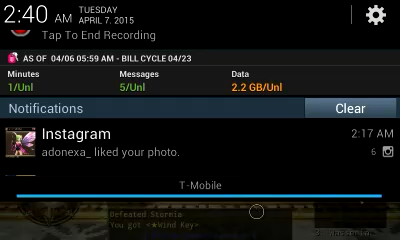 2:40 AM TUESDAY
APRIL 7, 2015
Tap To End Recording
AS OF 04/06 05:59 AM - BILL CYCLE 04/23
Minutes Messages Data
1/Unl 5/Unl 2.2 GB/Unl
Notifications Clear
Instagram 2:17 AM
adonexa_ liked your photo. 6
T-Mobile
Defeated Stormie
You got <★Wind Key>